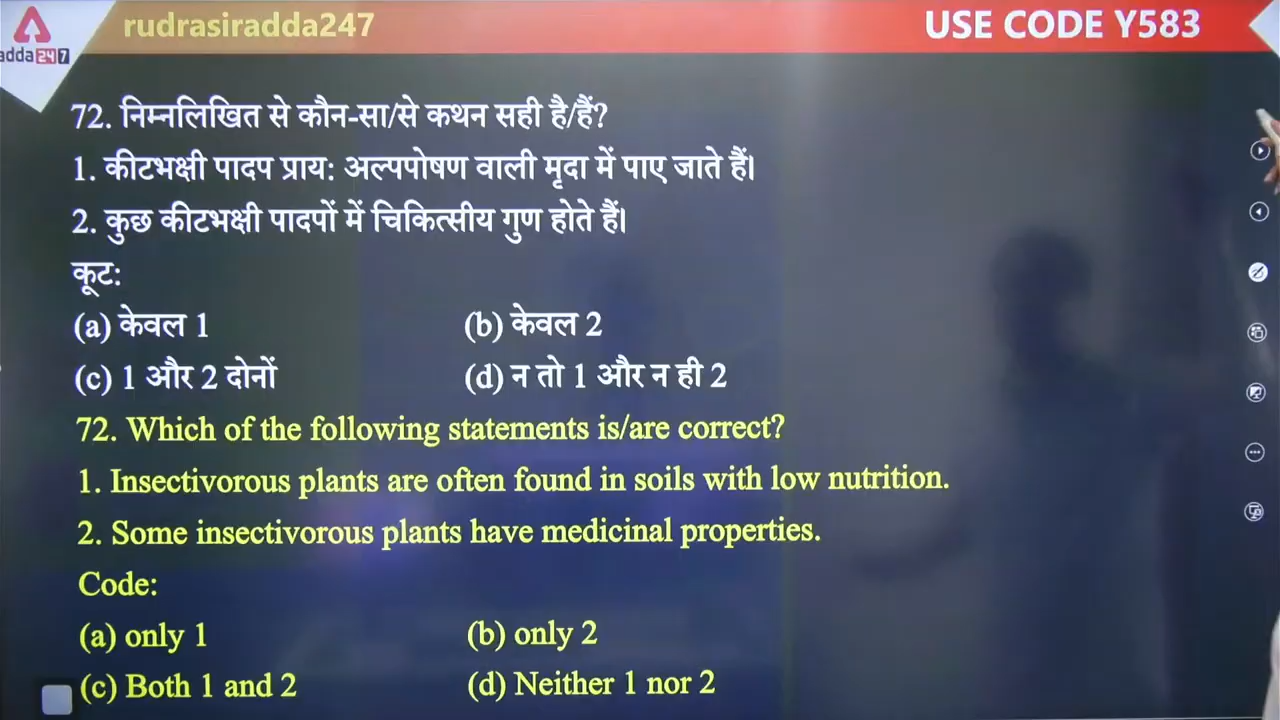 rudrasiradda247
USE CODE Y583
adda247
72. निम्नलिखित से कौन-सा/से कथन सही है/हैं?
1. कीटभक्षी पादप प्राय: अल्पपोषण वाली मृदा में पाए जाते हैं।
2. कुछ कीटभक्षी पादपों में चिकित्सीय गुण होते हैं।
कूट:
(a) केवल 1 (b) केवल 2
(c) 1 और 2 दोनों (d) न तो 1 और न ही 2
72. Which of the following statements is/are correct?
1. Insectivorous plants are often found in soils with low nutrition.
2. Some insectivorous plants have medicinal properties.
Code:
(a) only 1 (b) only 2
(c) Both 1 and 2 (d) Neither 1 nor 2